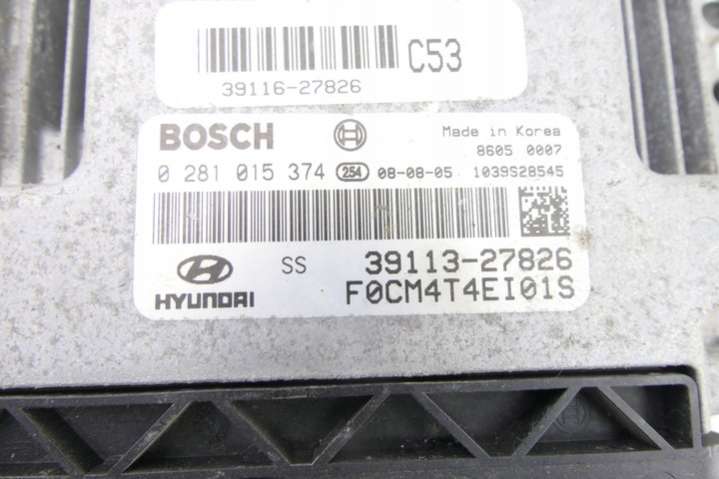 C53
39116-27826
BOSCH Made in Korea
8605 0007
0 281 015 374 254 08-08-05 1039S28545
SS 39113-27826
HYUNDAI F0CM4T4EI01S